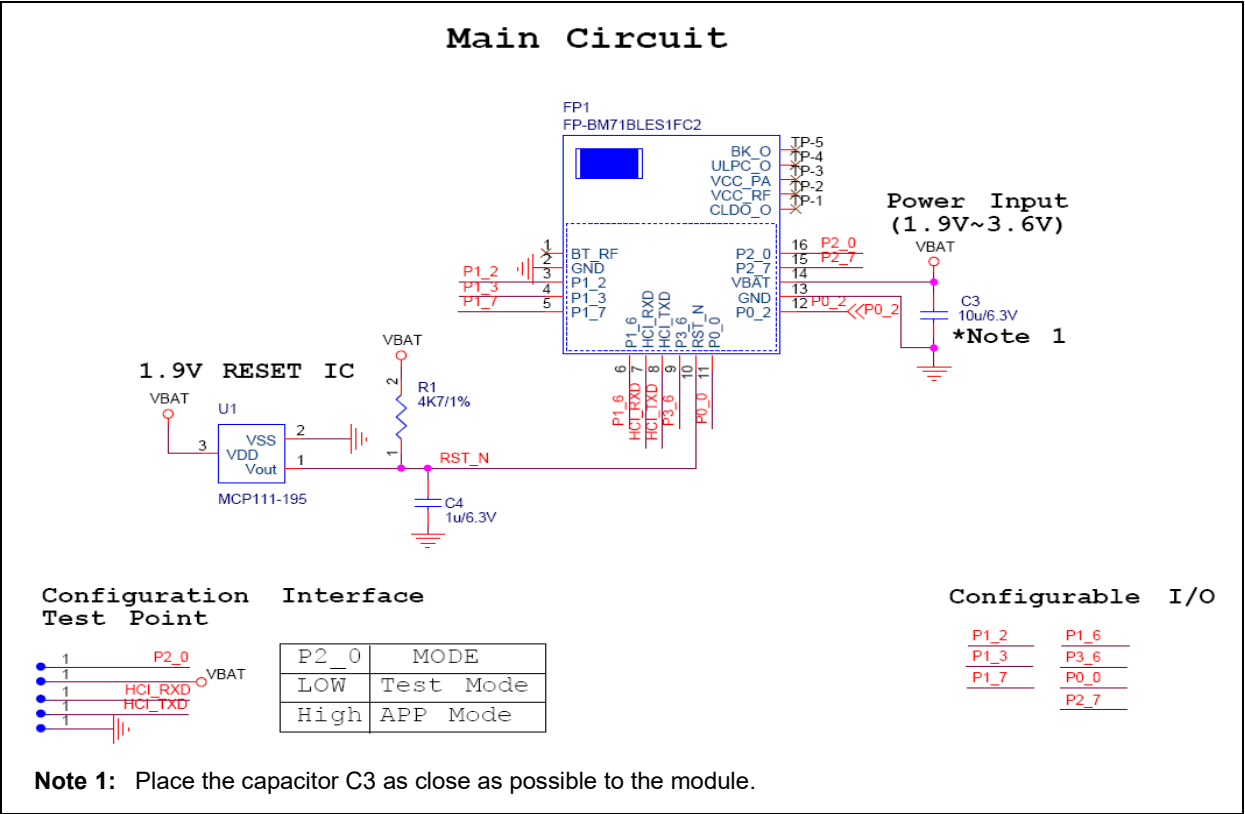 Main Circuit
FP1
FP-BM71BLES1FC2
BK_O TP-5
ULPC_O TP-4
VCC_PA TP-3
VCC_RF TP-2
CLDO_O TP-1
Power Input
(1.9V~3.6V)
VBAT
1 BT_RF
2 GND
P1_2 3 P1_2
P1_3 4 P1_3
P1_7 5 P1_7
P2_0 16 P2_0
P2_7 15 P2_7
VBAT 14
GND 13
P0_2 12 P0_2 P0_2
C3
10u/6.3V
*Note 1
P1_6 HCI_RXD HCI_TXD P3_6 RST_N P0_0
6 7 8 9 10 11
P1_6 HCI_RXD HCI_TXD P3_6 P0_0
1.9V RESET IC
VBAT
U1
3 VDD
VSS 2
Vout 1
MCP111-195
VBAT
2
R1
4K7/1%
1
RST_N
C4
1u/6.3V
Configuration Interface
Test Point
1 P2_0
1 VBAT
1 HCI_RXD
1 HCI_TXD
1
P2_0 MODE
LOW Test Mode
High APP Mode
Configurable I/O
P1_2 P1_6
P1_3 P3_6
P1_7 P0_0
P2_7
Note 1: Place the capacitor C3 as close as possible to the module.